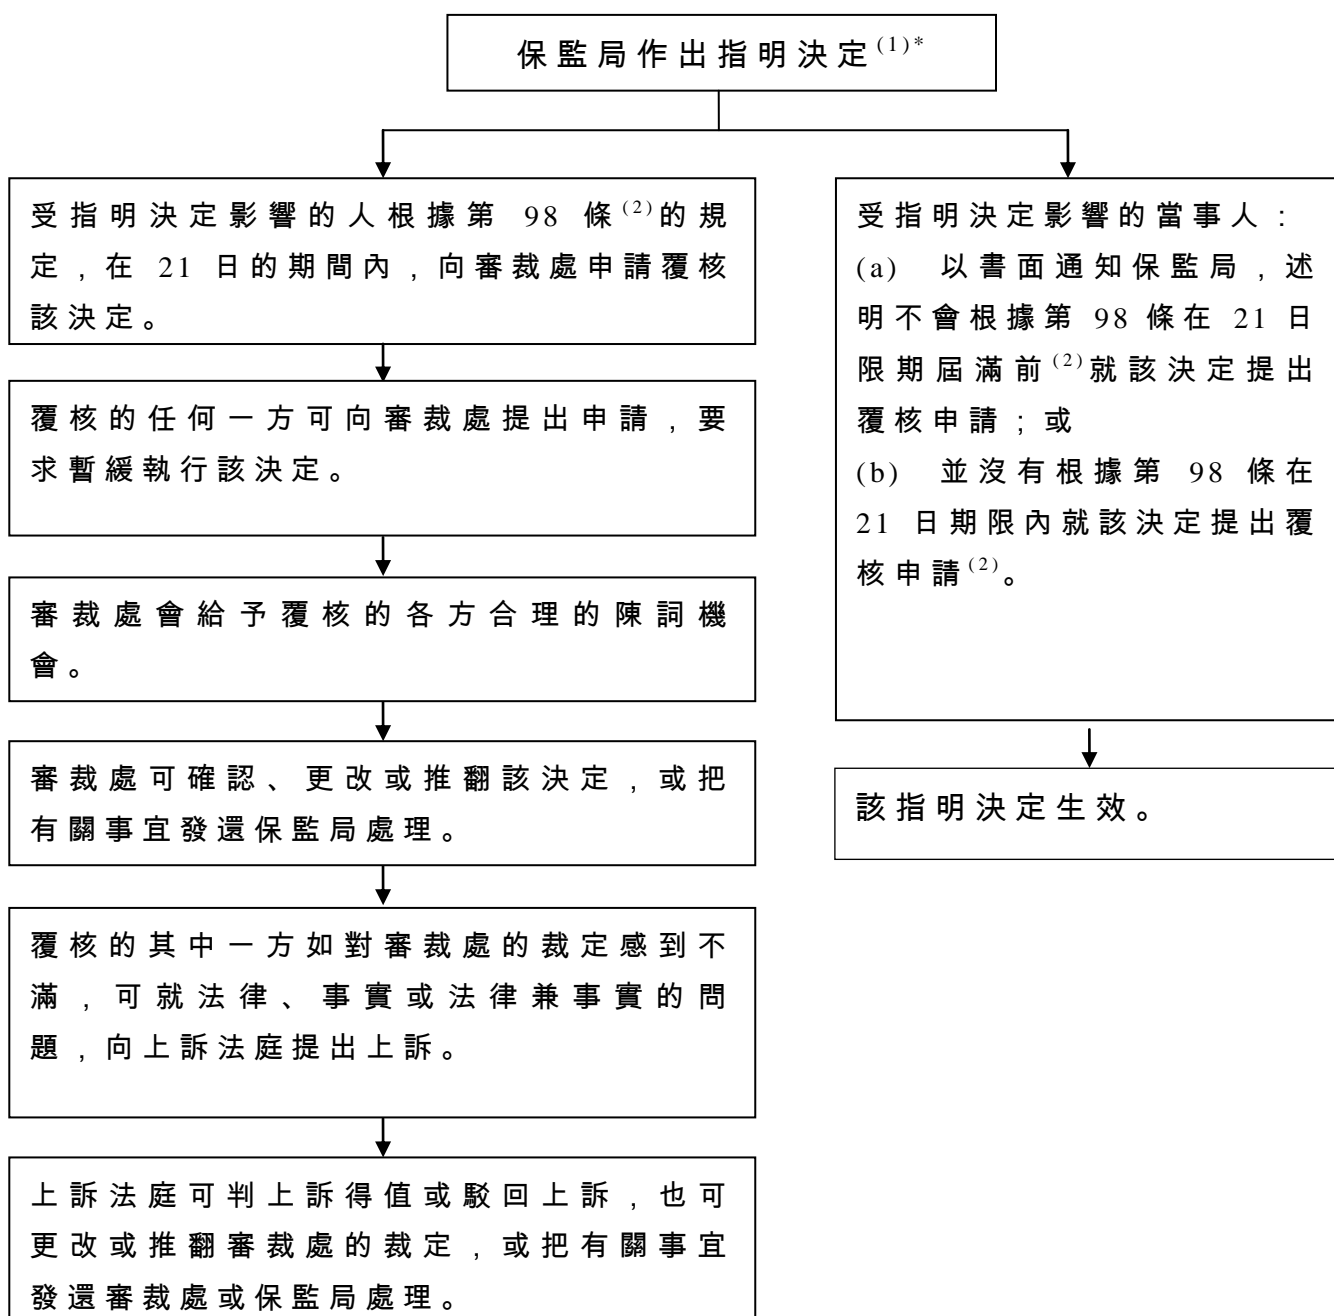 保監局作出指明決定(1)*
受指明決定影響的人根據第 98 條(2)的規
定，在 21 日的期間內，向審裁處申請覆核
該決定。
覆核的任何一方可向審裁處提出申請，要
求暫緩執行該決定。
審裁處會給予覆核的各方合理的陳詞機
會。
審裁處可確認、更改或推翻該決定，或把
有關事宜發還保監局處理。
覆核的其中一方如對審裁處的裁定感到不
滿，可就法律、事實或法律兼事實的問
題，向上訴法庭提出上訴。
上訴法庭可判上訴得值或駁回上訴，也可
更改或推翻審裁處的裁定，或把有關事宜
發還審裁處或保監局處理。
受指明決定影響的當事人：
(a) 以書面通知保監局，述
明不會根據第 98 條在 21 日
限期屆滿前(2)就該決定提出
覆核申請；或
(b) 並沒有根據第 98 條在
21 日期限內就該決定提出覆
核申請(2)。
該指明決定生效。